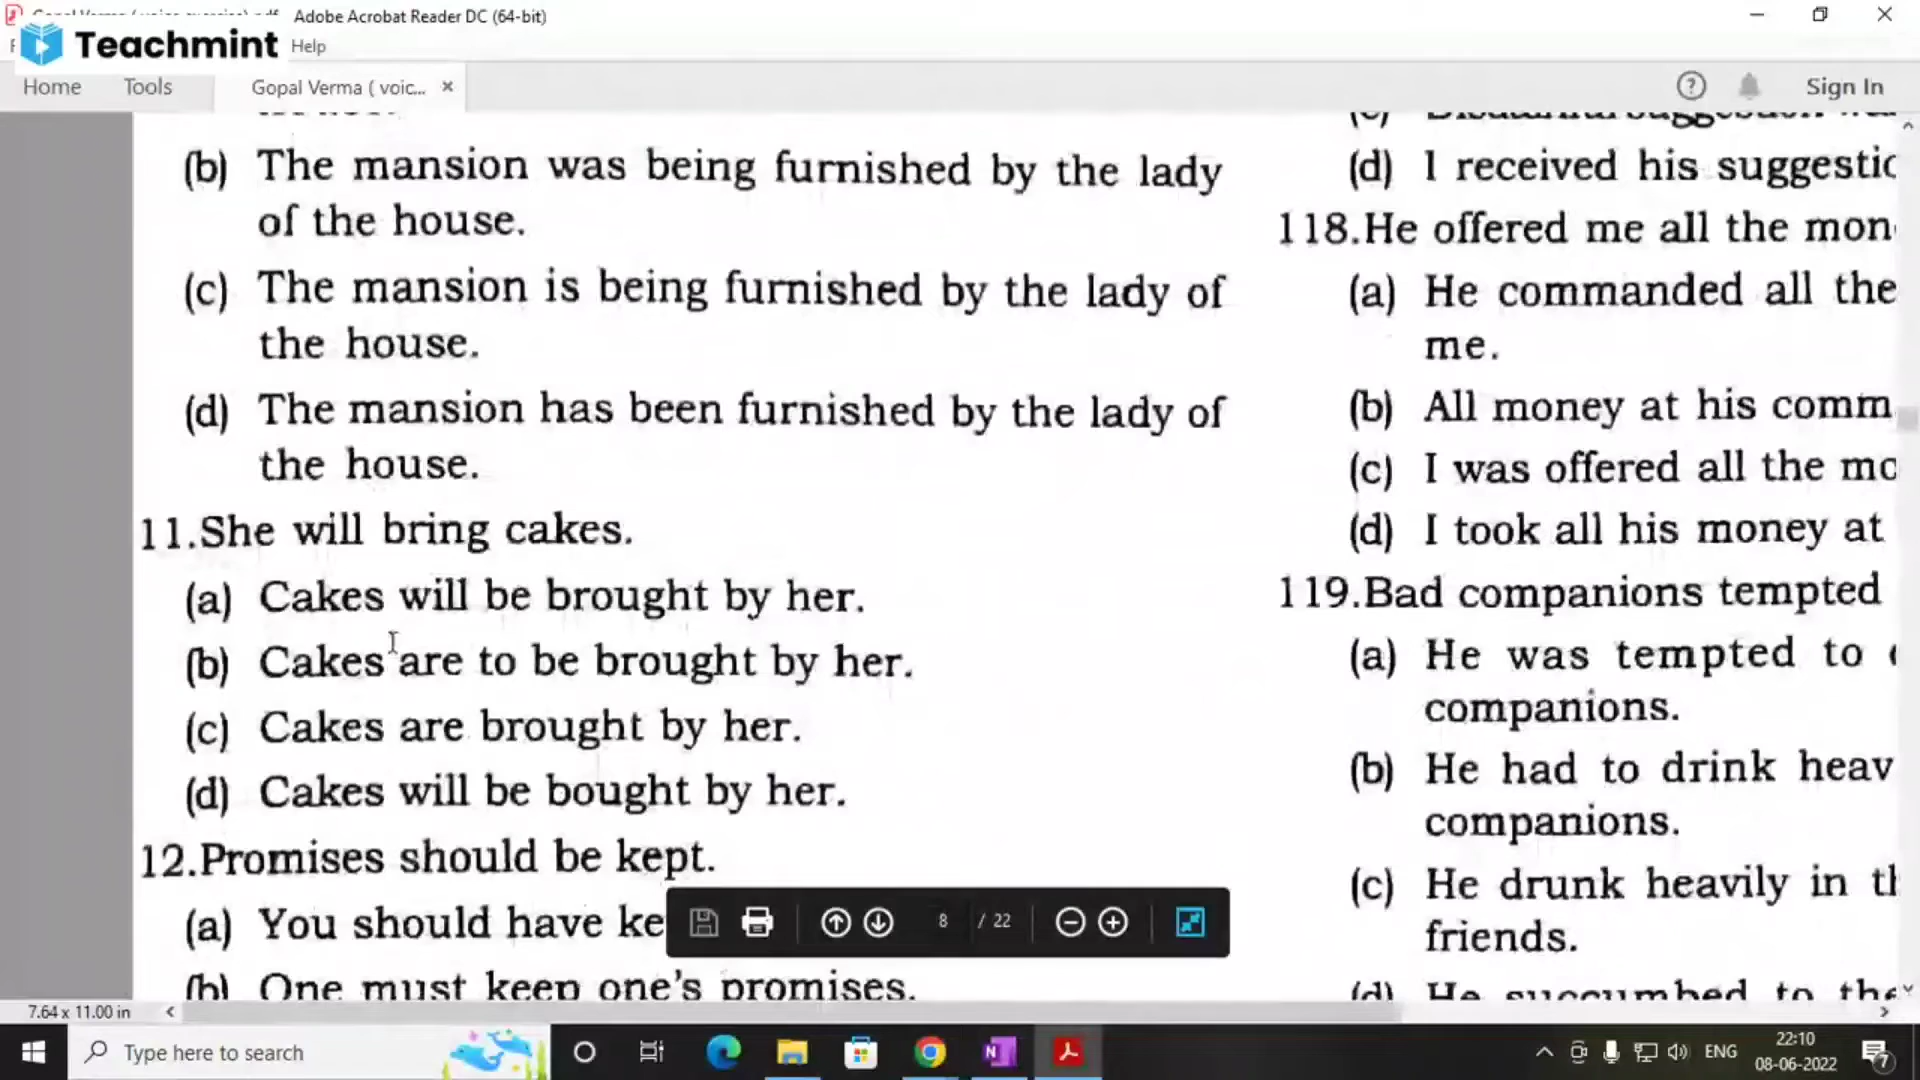 Adobe Acrobat Reader DC (64-bit)
Teachmint
Help
Home Tools Gopal Verma ( voic... × Sign In
(b) The mansion was being furnished by the lady
of the house.
(c) The mansion is being furnished by the lady of
the house.
(d) The mansion has been furnished by the lady of
the house.
11.She will bring cakes.
(a) Cakes will be brought by her.
(b) Cakes are to be brought by her.
(c) Cakes are brought by her.
(d) Cakes will be bought by her.
12.Promises should be kept.
(a) You should have ke
(b) One must keep one's promises.
(d) I received his
118.He offered me all the
(a) He commanded all the
me.
(b) All money at his
(c) I was offered all the
(d) I took all his money at
119.Bad companions tempted
(a) He was tempted to
companions.
(b) He had to drink
companions.
(c) He drunk heavily in
friends.
(d) He succumbed to the
8 / 22
7.64 x 11.00 in
Type here to search
ENG
22:10
08-06-2022
7